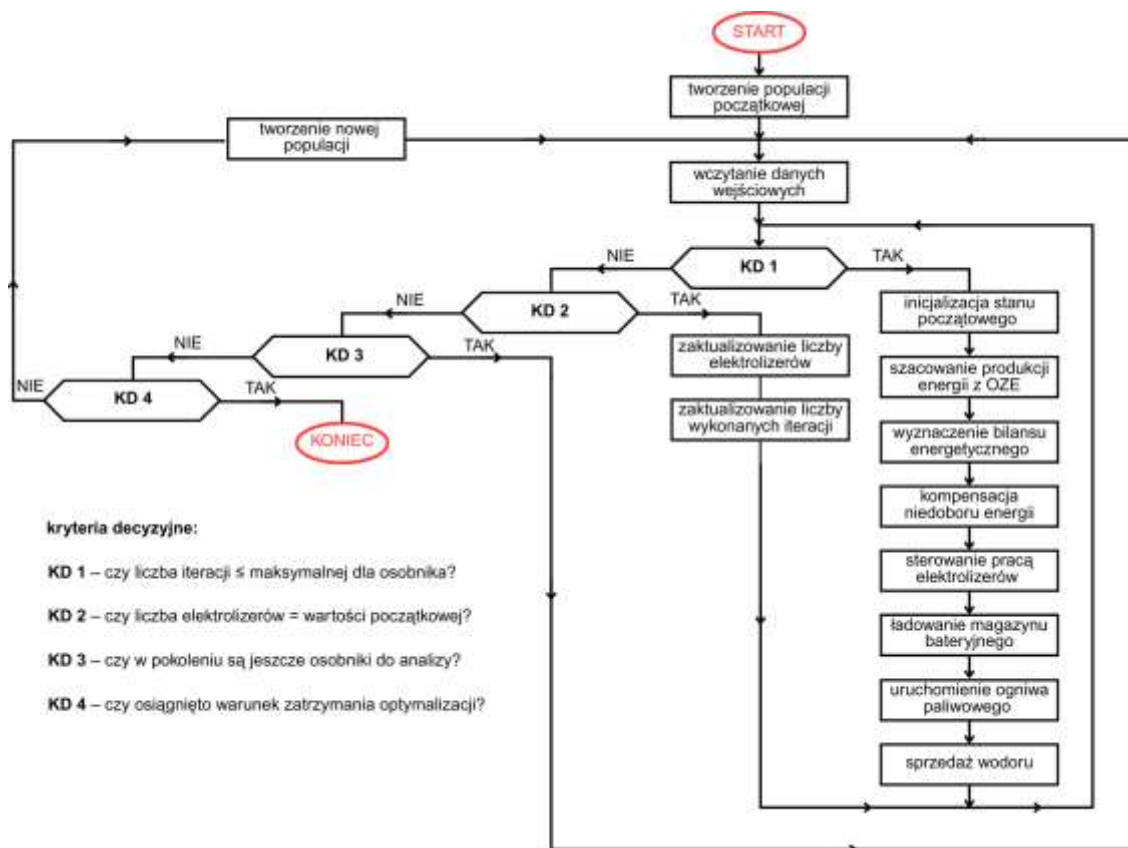 START
tworzenie populacji
początkowej
tworzenie nowej
populacji
wczytanie danych
wejściowych
KD 1
NIE
TAK
KD 2
NIE
TAK
KD 3
NIE
TAK
KD 4
NIE
TAK
KONIEC
zaktualizowanie liczby
elektrolizerów
zaktualizowanie liczby
wykonanych iteracji
inicjalizacja stanu
początowego
szacowanie produkcji
energii z OZE
wyznaczenie bilansu
energetycznego
kompensacja
niedoboru energii
sterowanie pracą
elektrolizerów
ładowanie magazynu
bateryjnego
uruchomienie ogniwa
paliwowego
sprzedaż wodoru
kryteria decyzyjne:
KD 1 – czy liczba iteracji ≤ maksymalnej dla osobnika?
KD 2 – czy liczba elektrolizerów = wartości początkowej?
KD 3 – czy w pokoleniu są jeszcze osobniki do analizy?
KD 4 – czy osiągnięto warunek zatrzymania optymalizacji?